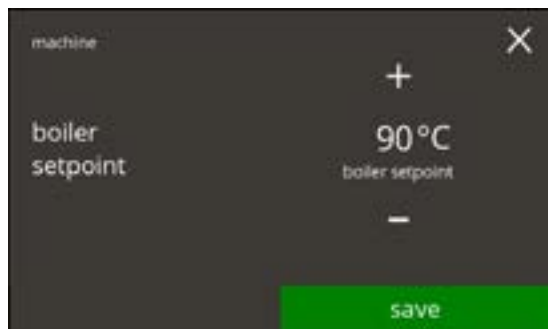 machine
+
boiler
setpoint
90°C
boiler setpoint
-
save